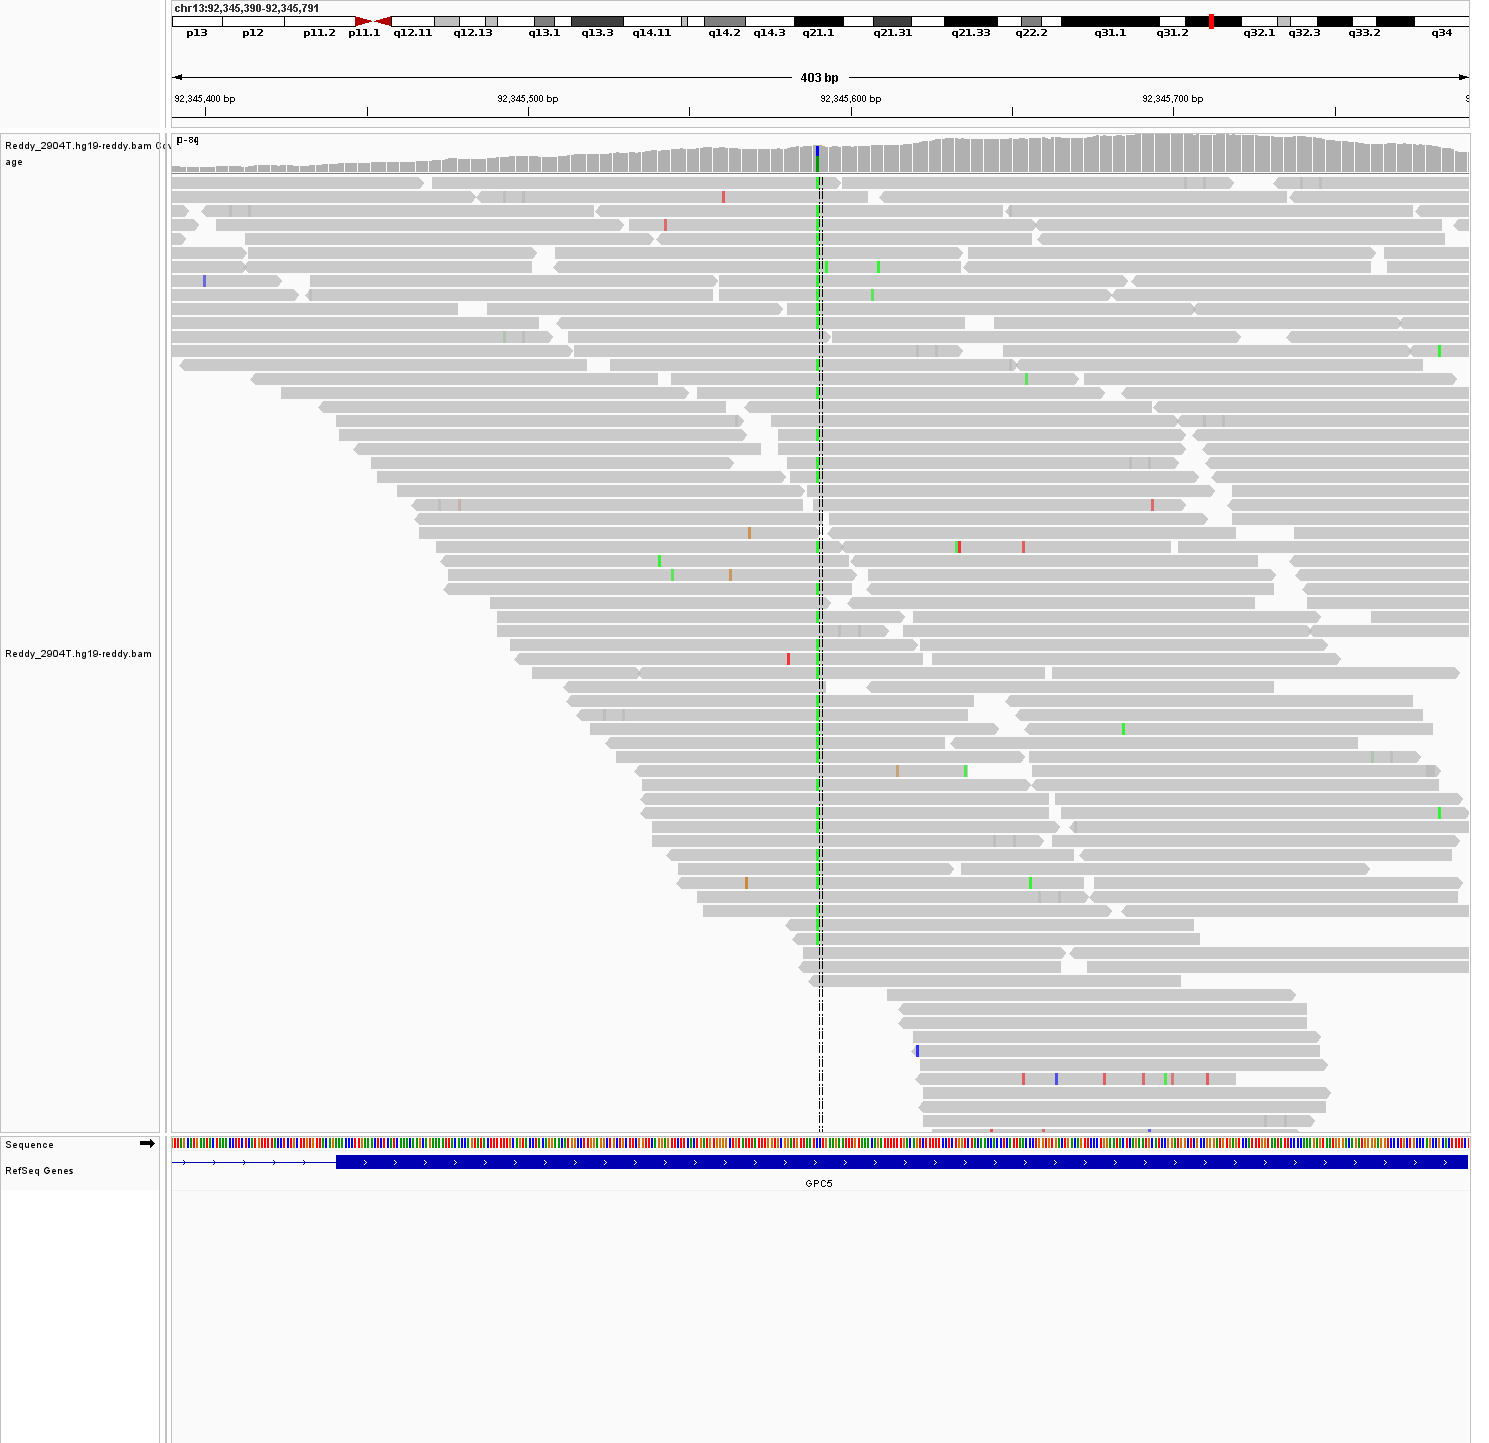 chr13:92,345,390-92,345,791
p13 p12 p11.2 p11.1 q12.11 q12.13 q13.1 q13.3 q14.11 q14.2 q14.3 q21.1 q21.31 q21.33 q22.2 q31.1 q31.2 q32.1 q32.3 q33.2 q34
403 bp
92,345,400 bp 92,345,500 bp 92,345,600 bp 92,345,700 bp 9
[0-84]
Reddy_2904T.hg19-reddy.bam Cov
age
Reddy_2904T.hg19-reddy.bam
Sequence
RefSeq Genes
GPC5